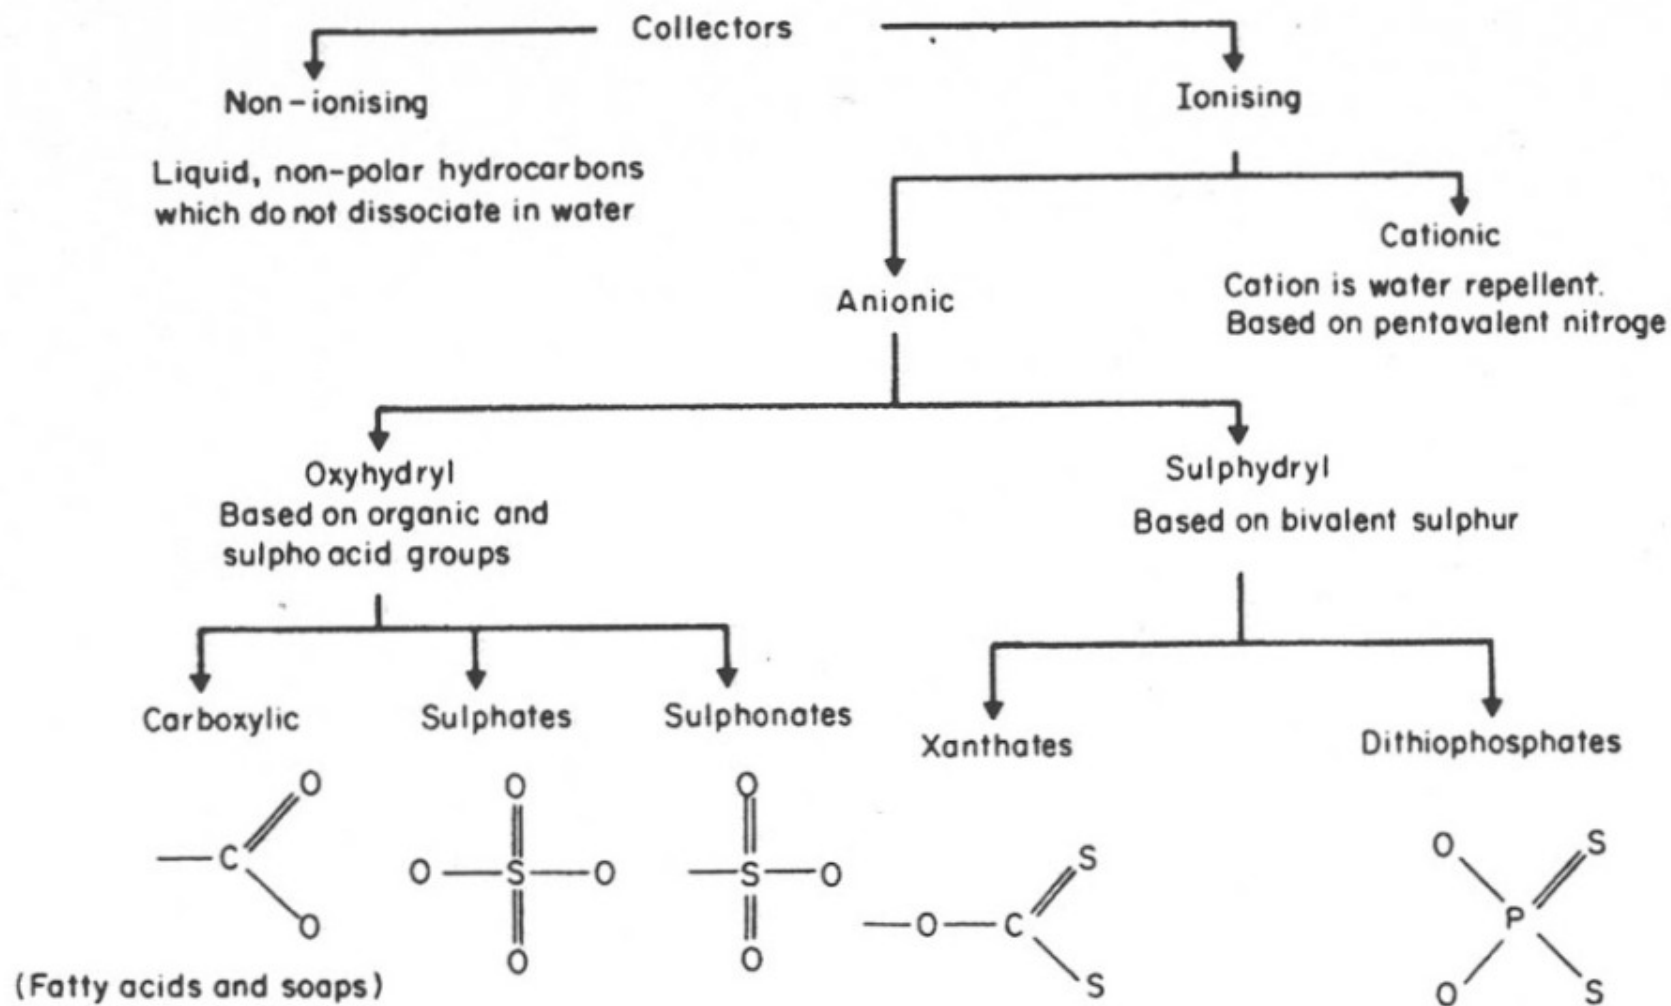 Collectors
Non-ionising
Ionising
Liquid, non-polar hydrocarbons
which do not dissociate in water
Cationic
Cation is water repellent.
Based on pentavalent nitroge
Anionic
Oxyhydryl
Based on organic and
sulpho acid groups
Sulphydryl
Based on bivalent sulphur
Carboxylic
Sulphates
Sulphonates
Xanthates
Dithiophosphates
O
C
O
O
O S O
O
O
S O
O
S
O C
S
O S
P
O S
(Fatty acids and soaps)